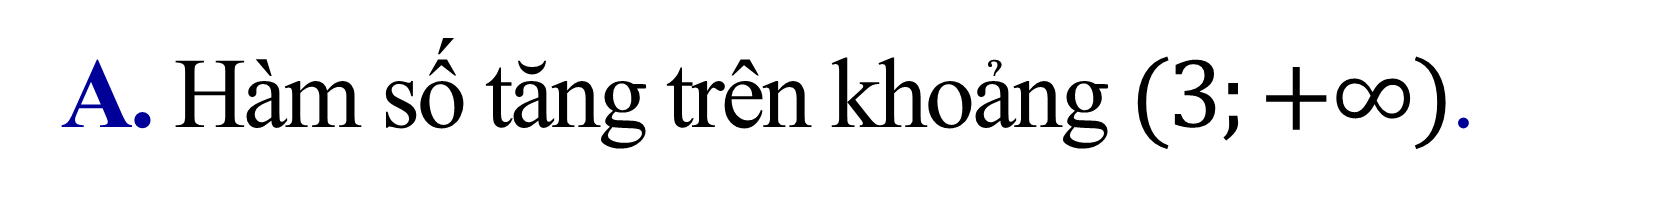 A. Hàm số tăng trên khoảng (3; +∞).